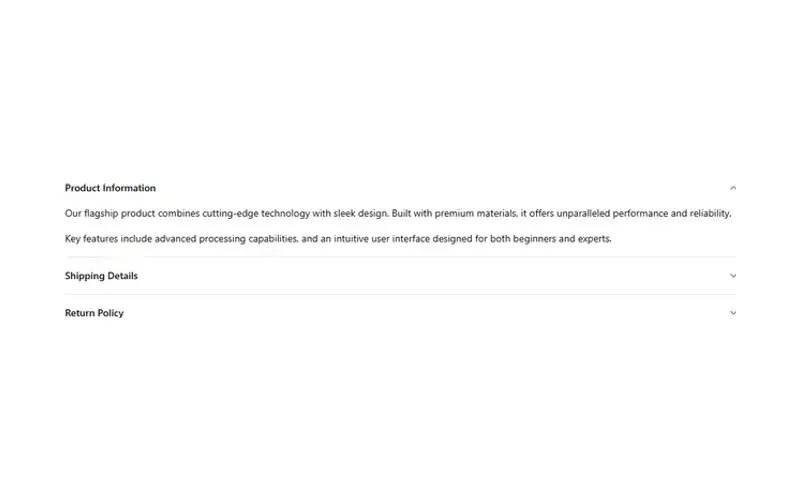 Product Information
Our flagship product combines cutting-edge technology with sleek design. Built with premium materials, it offers unparalleled performance and reliability.
Key features include advanced processing capabilities, and an intuitive user interface designed for both beginners and experts.
Shipping Details
Return Policy